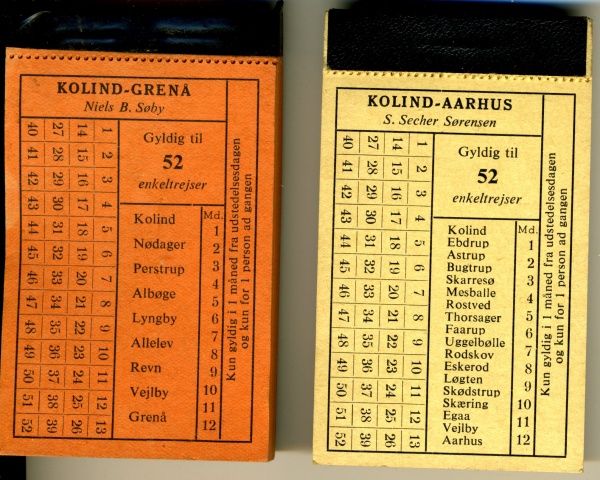 KOLIND-GRENÅ
Niels B. Søby
40 27 14 1
41 28 15 2
42 29 16 3
43 30 17 4
44 31 18 5
45 32 19 6
46 33 20 7
47 34 21 8
48 35 22 9
49 36 23 10
50 37 24 11
51 38 25 12
52 39 26 13
Gyldig til
52
enkeltrejser
Md.
Kolind
Nødager
Perstrup
Albøge
Lyngby
Allelev
Revn
Vejlby
Grenå
1
2
3
4
5
6
7
8
9
10
11
12
Kun gyldig i 1 måned fra udstedelsesdagen
og kun for 1 person ad gangen
KOLIND-AARHUS
S. Secher Sørensen
40 27 14 1
41 28 15 2
42 29 16 3
43 30 17 4
44 31 18 5
45 32 19 6
46 33 20 7
47 34 21 8
48 35 22 9
49 36 23 10
50 37 24 11
51 38 25 12
52 39 26 13
Gyldig til
52
enkeltrejser
Md.
Kolind
Ebdrup
Astrup
Bugtrup
Skarresø
Mesballe
Rostved
Thorsager
Faarup
Uggelbølle
Rodskov
Eskerod
Løgten
Skødstrup
Skæring
Egaa
Vejlby
Aarhus
1
2
3
4
5
6
7
8
9
10
11
12
Kun gyldig i 1 måned fra udstedelsesdagen
og kun for 1 person ad gangen